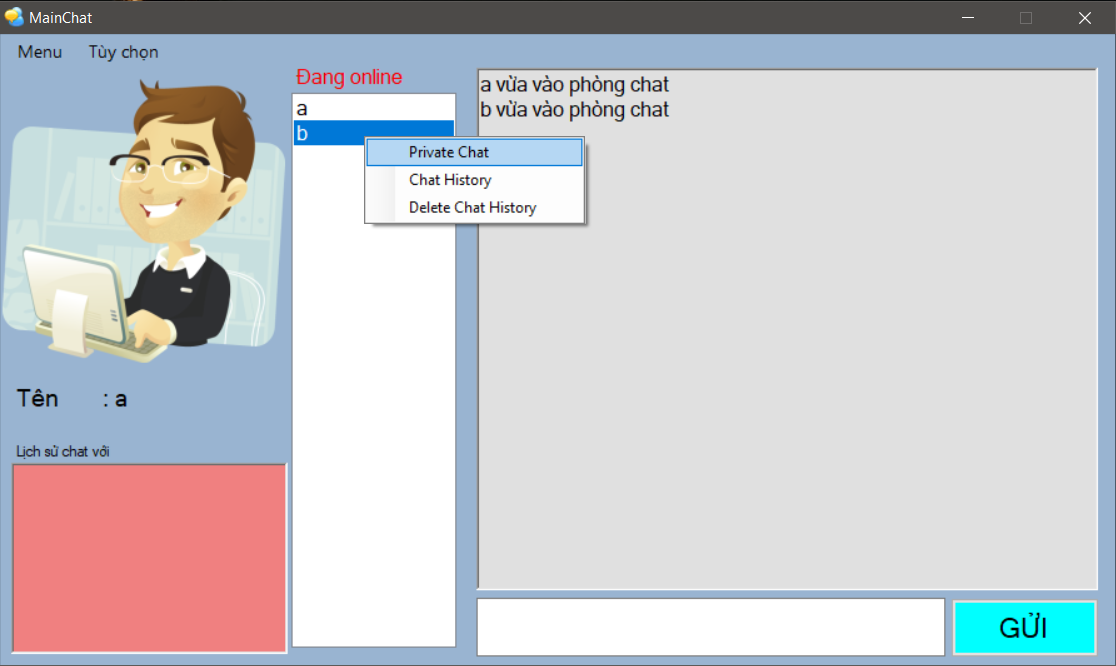 MainChat
Menu Tùy chọn
Đang online
a
b
Private Chat
Chat History
Delete Chat History
a vừa vào phòng chat
b vừa vào phòng chat
Tên : a
Lịch sử chat với
GỬI